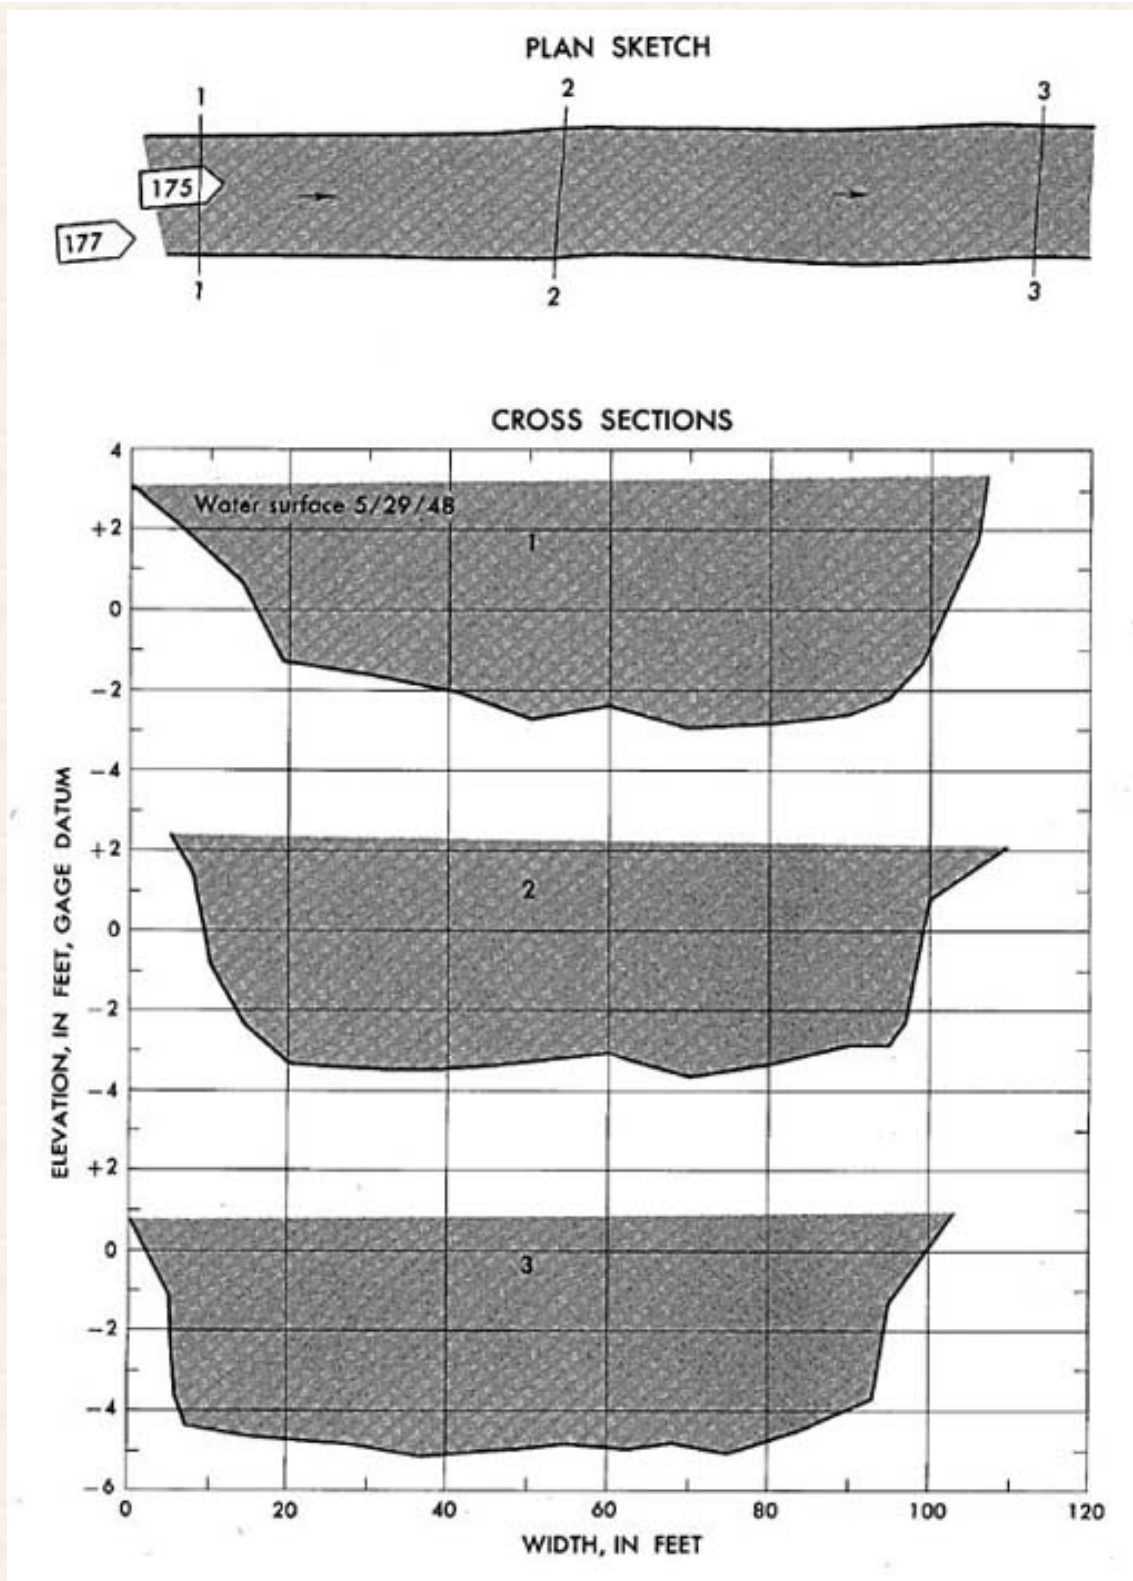 PLAN SKETCH
1 2 3
175
177
1 2 3
CROSS SECTIONS
4
Water surface 5/29/48
+2
1
0
−2
−4
+2
2
0
−2
−4
+2
0
3
−2
−4
−6
0 20 40 60 80 100 120
WIDTH, IN FEET
ELEVATION, IN FEET, GAGE DATUM